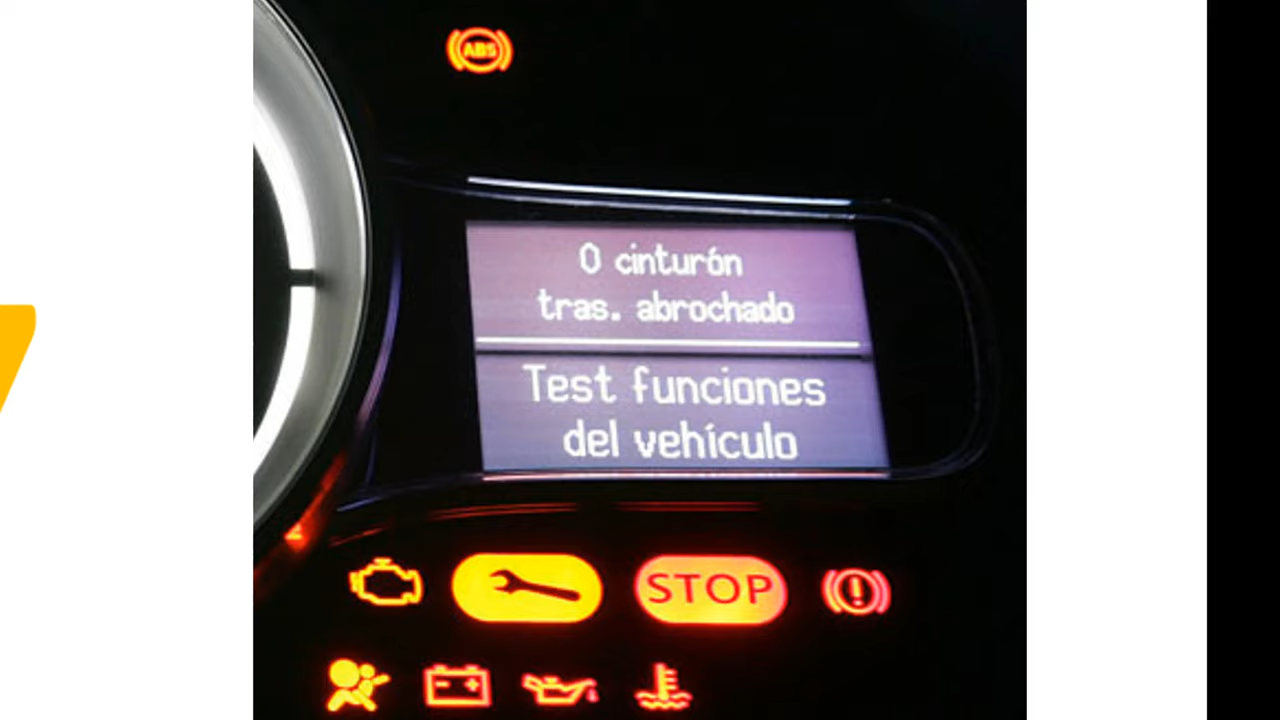 ABS
0 cinturón
tras. abrochado
Test funciones
del vehículo
STOP